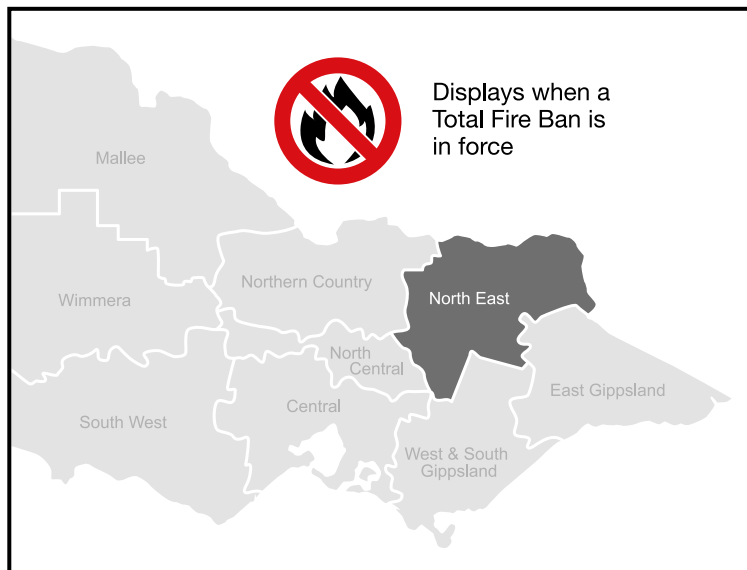 Displays when a
Total Fire Ban is
in force
Mallee
Wimmera
Northern Country
North East
North
Central
East Gippsland
South West
Central
West & South
Gippsland